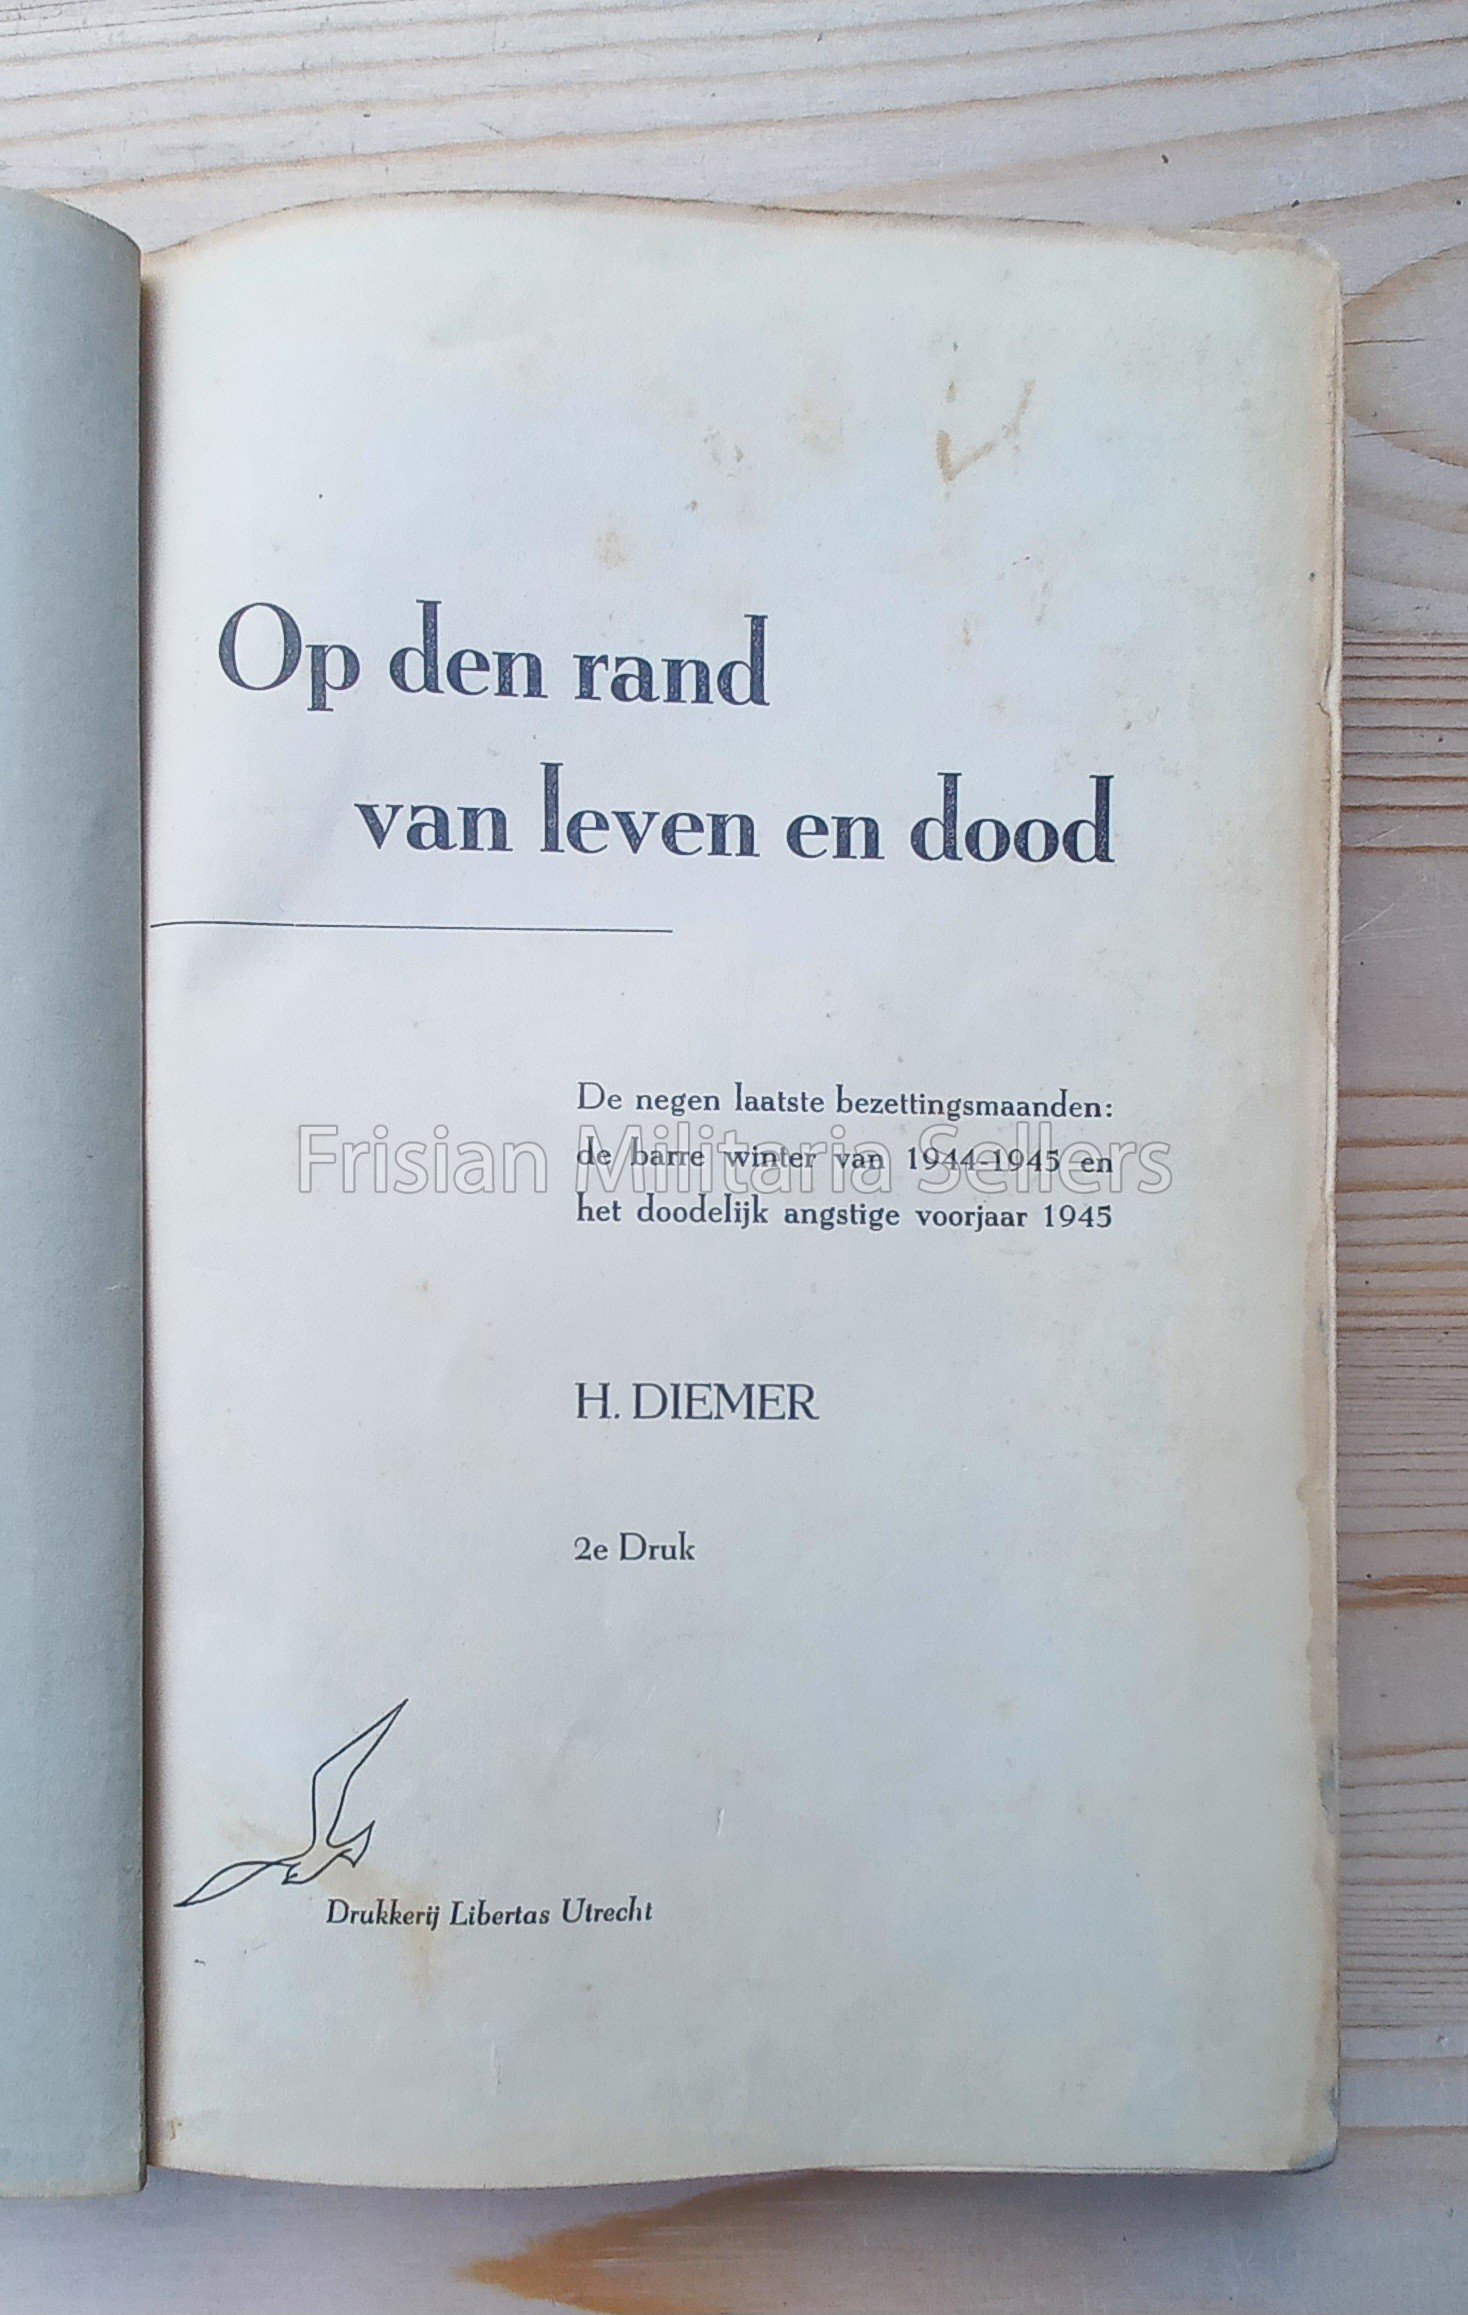 Op den rand
van leven en dood
De negen laatste bezettingsmaanden:
de barre winter van 1944-1945 en
het doodelijk angstige voorjaar 1945
Frisian Militaria Sellers
H. DIEMER
2e Druk
Drukkerij Libertas Utrecht